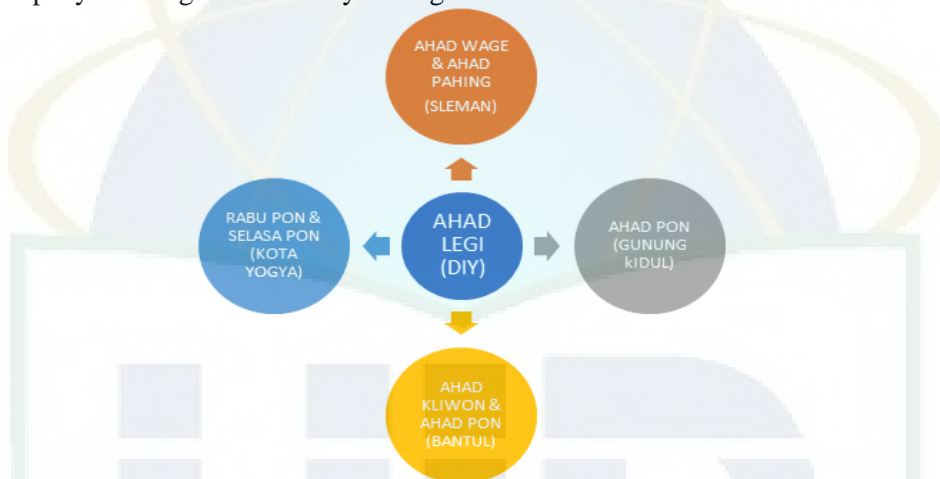 AHAD WAGE
& AHAD
PAHING
(SLEMAN)
RABU PON &
SELASA PON
(KOTA
YOGYA)
AHAD
LEGI
(DIY)
AHAD PON
(GUNUNG
kIDUL)
AHAD
KLIWON &
AHAD PON
(BANTUL)